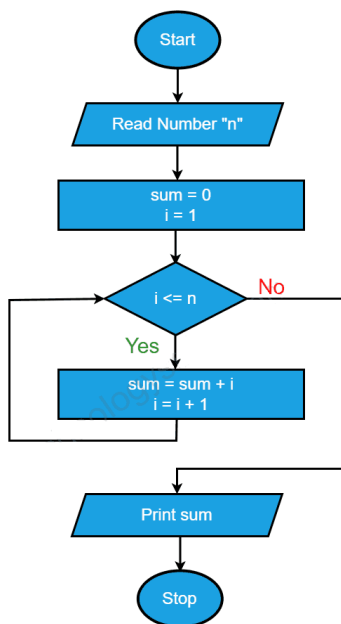 Start
Read Number "n"
sum = 0
i = 1
i <= n
No
Yes
sum = sum + i
i = i + 1
Print sum
Stop